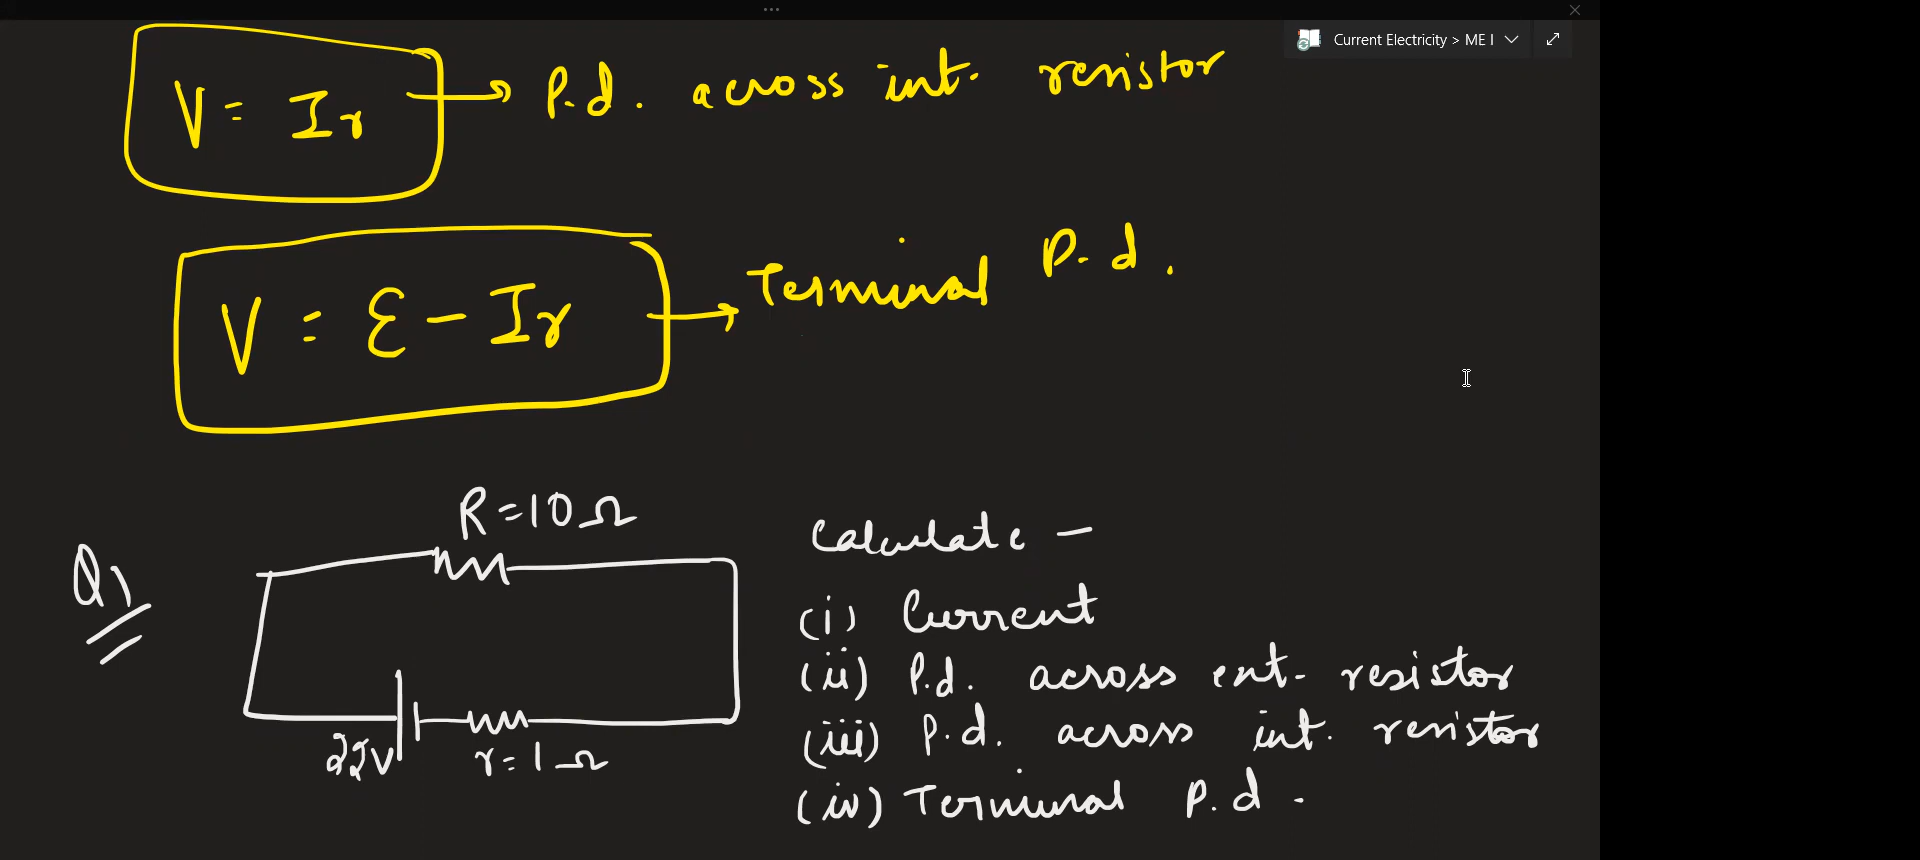 Current Electricity > ME I
V = Ir → P.d. across int. resistor
V = ε - Ir → Terminal P.d.
R = 10 Ω
Q1
22V
r = 1 Ω
Calculate -
(i) Current
(ii) P.d. across ext. resistor
(iii) P.d. across int. resistor
(iv) Terminal P.d.